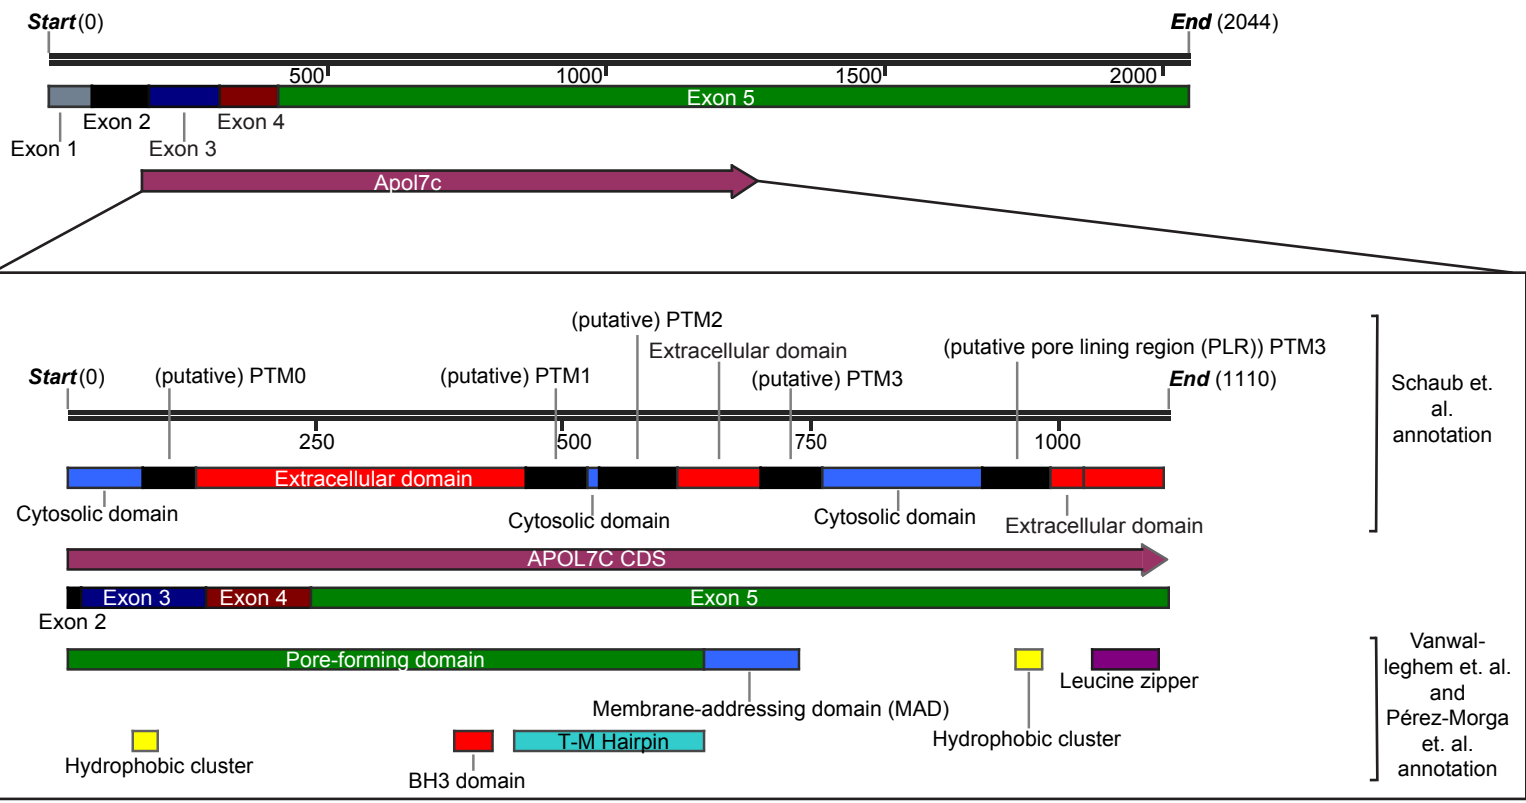 Start(0)
End (2044)
500
1000
1500
2000
Exon 5
Exon 2
Exon 4
Exon 1
Exon 3
Apol7c
(putative) PTM2
Extracellular domain
(putative pore lining region (PLR)) PTM3
Start(0)
(putative) PTM0
(putative) PTM1
(putative) PTM3
End (1110)
250
500
750
1000
Schaub et.
al.
annotation
Extracellular domain
Cytosolic domain
Cytosolic domain
Cytosolic domain
Extracellular domain
APOL7C CDS
Exon 3
Exon 4
Exon 5
Exon 2
Pore-forming domain
Leucine zipper
Membrane-addressing domain (MAD)
T-M Hairpin
Hydrophobic cluster
Hydrophobic cluster
BH3 domain
Vanwal-
leghem et. al.
and
Pérez-Morga
et. al.
annotation